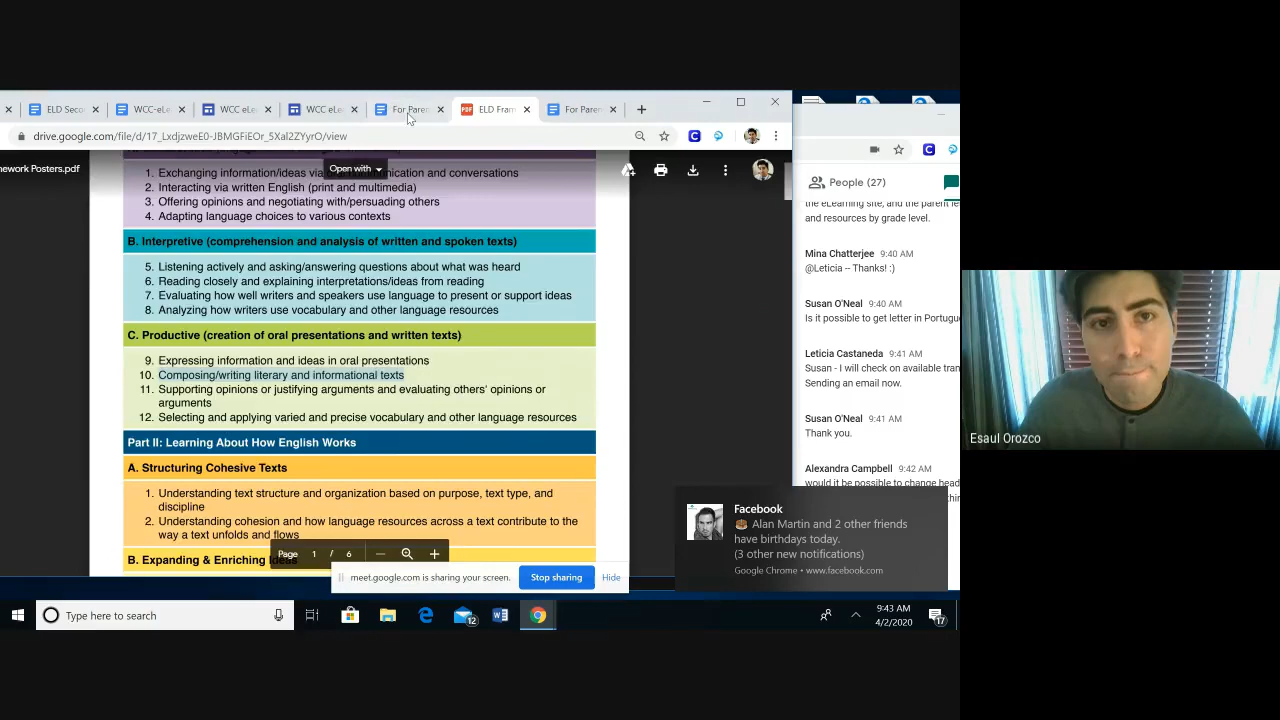 ELD Seco
WCC-eLe
WCC eLe
WCC eLe
For Paren
PDF
ELD Fram
For Paren
drive.google.com/file/d/17_LxdjzweE0-JBMGFiEOr_5Xal2ZYyrO/view
mework Posters.pdf
Open with
1. Exchanging information/ideas via communication and conversations
2. Interacting via written English (print and multimedia)
3. Offering opinions and negotiating with/persuading others
4. Adapting language choices to various contexts
B. Interpretive (comprehension and analysis of written and spoken texts)
5. Listening actively and asking/answering questions about what was heard
6. Reading closely and explaining interpretations/ideas from reading
7. Evaluating how well writers and speakers use language to present or support ideas
8. Analyzing how writers use vocabulary and other language resources
C. Productive (creation of oral presentations and written texts)
9. Expressing information and ideas in oral presentations
10. Composing/writing literary and informational texts
11. Supporting opinions or justifying arguments and evaluating others' opinions or
arguments
12. Selecting and applying varied and precise vocabulary and other language resources
Part II: Learning About How English Works
A. Structuring Cohesive Texts
1. Understanding text structure and organization based on purpose, text type, and
discipline
2. Understanding cohesion and how language resources across a text contribute to the
way a text unfolds and flows
B. Expanding & Enriching Ideas
Page 1 / 6
meet.google.com is sharing your screen.
Stop sharing
Hide
People (27)
the eLearning site, and the parent le
and resources by grade level.
Mina Chatterjee 9:40 AM
@Leticia -- Thanks! :)
Susan O'Neal 9:40 AM
Is it possible to get letter in Portugue
Leticia Castaneda 9:41 AM
Susan - I will check on available tran
Sending an email now.
Susan O'Neal 9:41 AM
Thank you.
Alexandra Campbell 9:42 AM
would it be possible to change head
Facebook
Alan Martin and 2 other friends
have birthdays today.
(3 other new notifications)
Google Chrome • www.facebook.com
Esaul Orozco
Type here to search
12
9:43 AM
4/2/2020
17